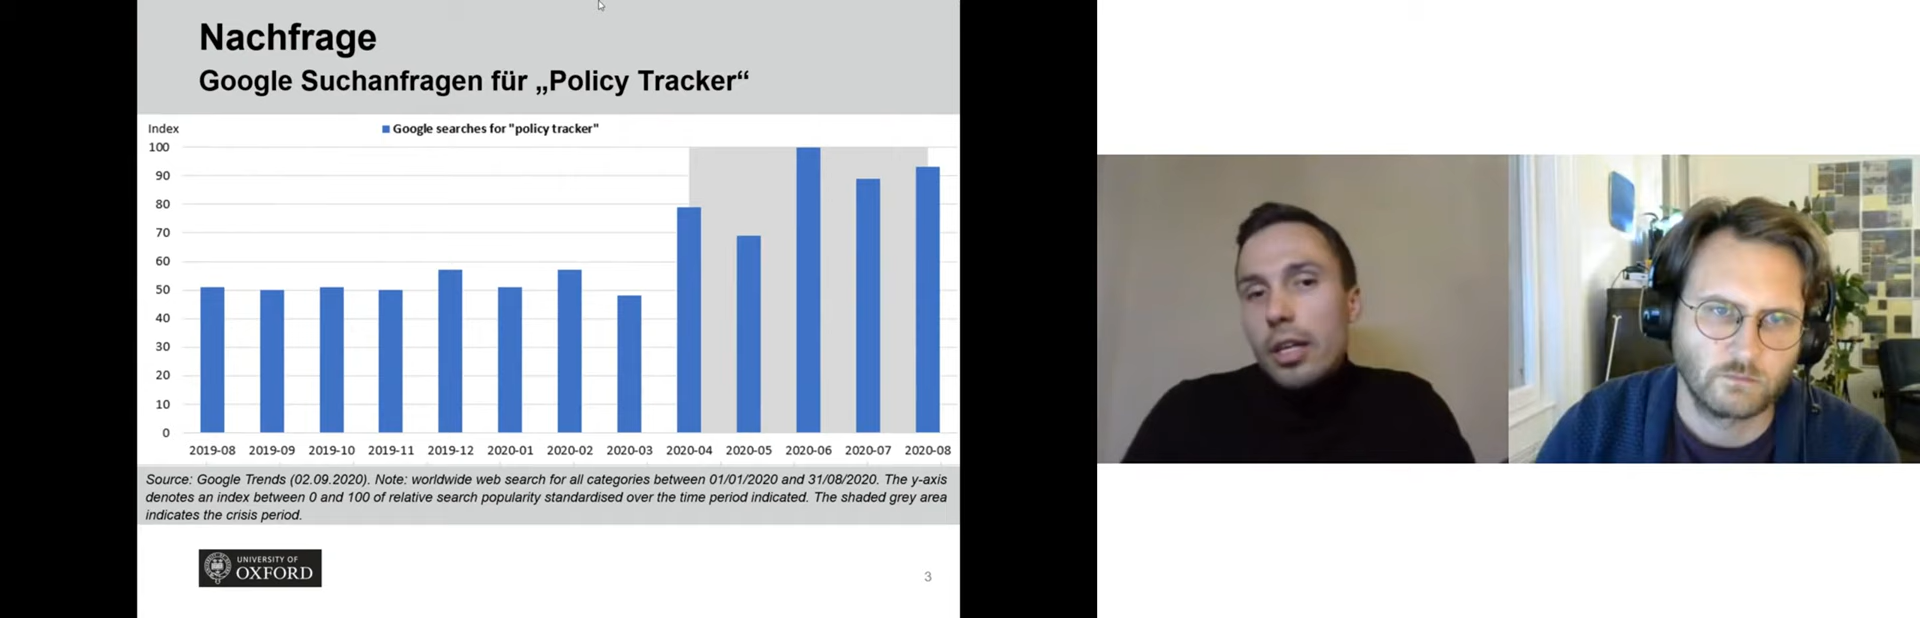 Nachfrage
Google Suchanfragen für „Policy Tracker“
Index
Google searches for "policy tracker"
100
90
80
70
60
50
40
30
20
10
0
2019-08 2019-09 2019-10 2019-11 2019-12 2020-01 2020-02 2020-03 2020-04 2020-05 2020-06 2020-07 2020-08
Source: Google Trends (02.09.2020). Note: worldwide web search for all categories between 01/01/2020 and 31/08/2020. The y-axis
denotes an index between 0 and 100 of relative search popularity standardised over the time period indicated. The shaded grey area
indicates the crisis period.
UNIVERSITY OF
OXFORD
3